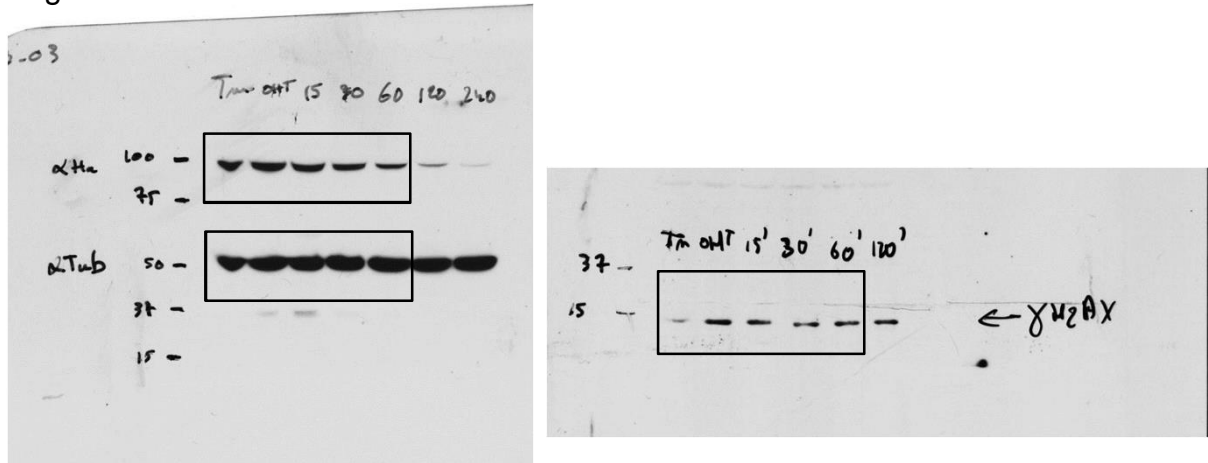 -03
Tm OHT 15 30 60 120 240
αHa 100 -
75 -
αTub 50 -
37 -
15 -
Tm OHT 15' 30' 60' 120'
37 -
15 -
← γH2AX